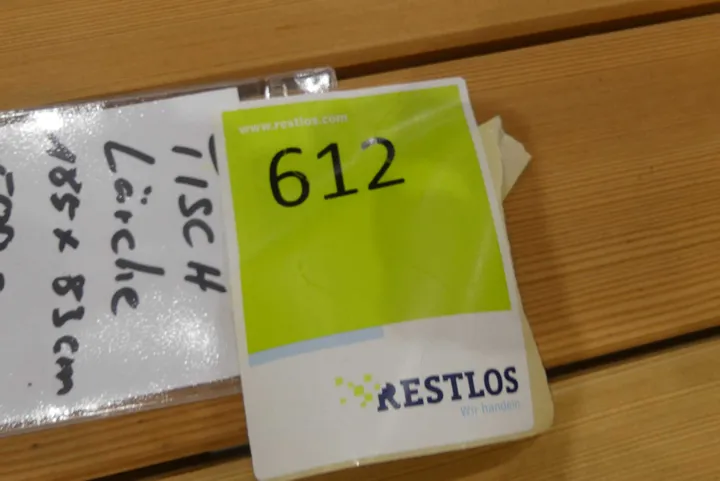 TISCH
Lärche
185 x 83cm
www.restlos.com
612
RESTLOS
Wir handeln